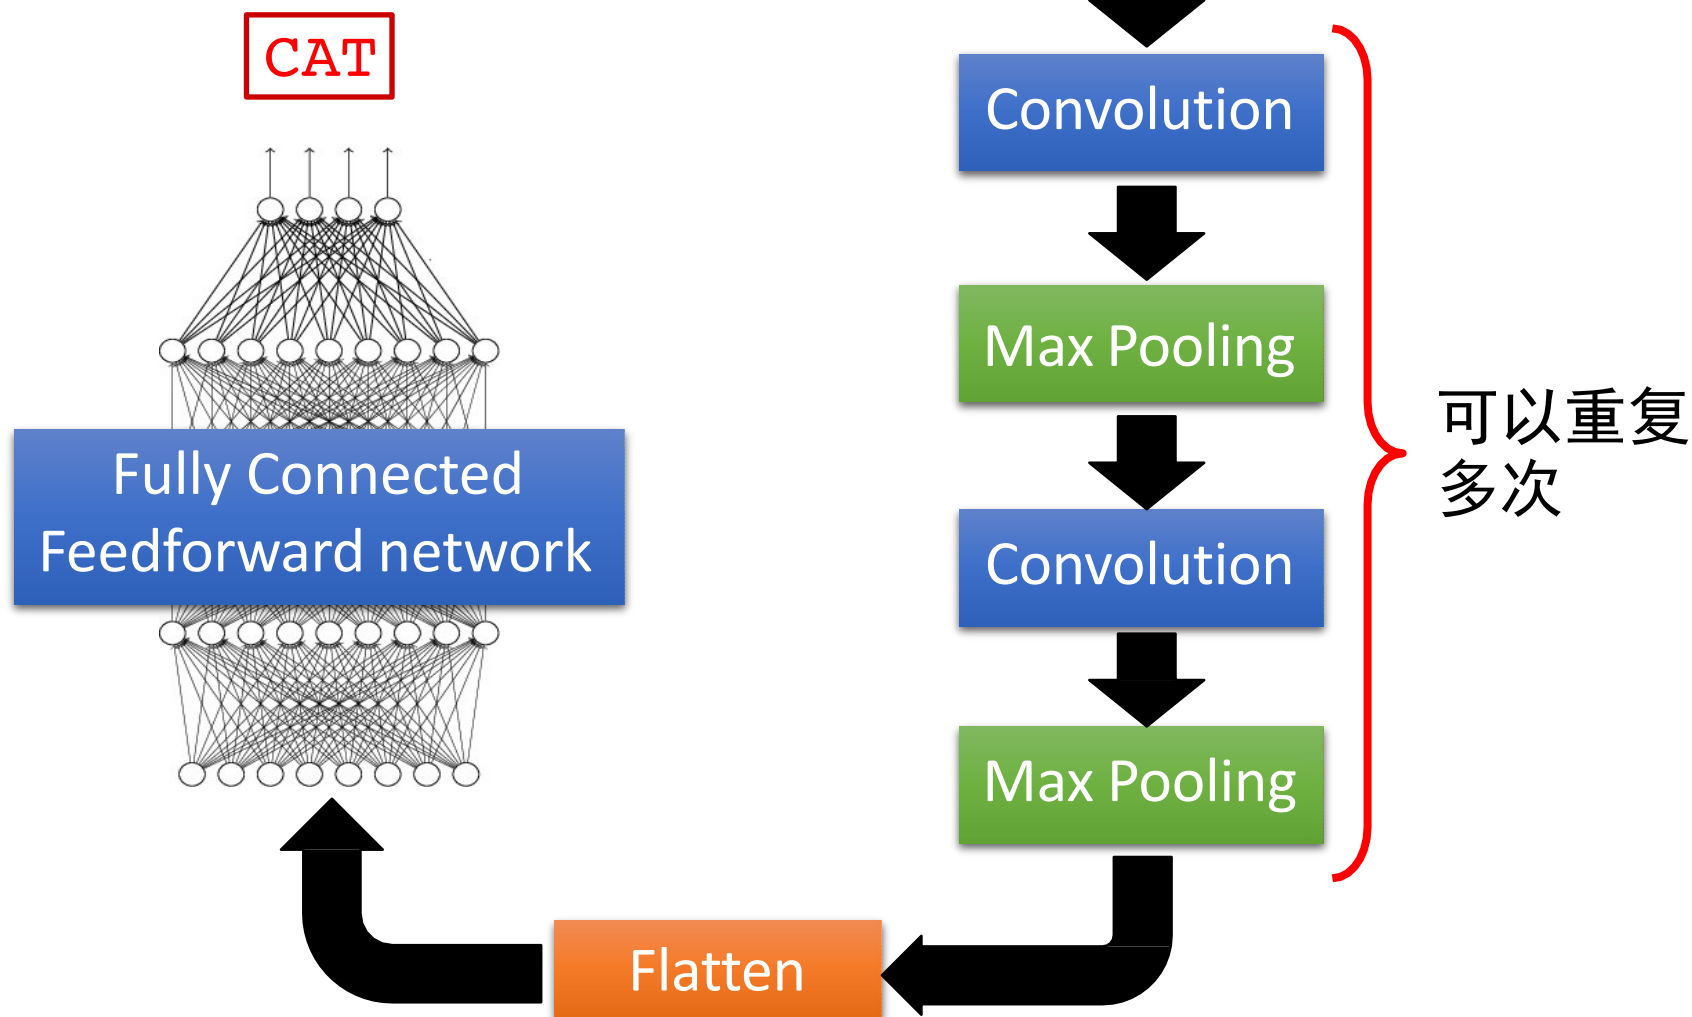 CAT
Convolution
Max Pooling
Convolution
Max Pooling
可以重复
多次
Fully Connected
Feedforward network
Flatten